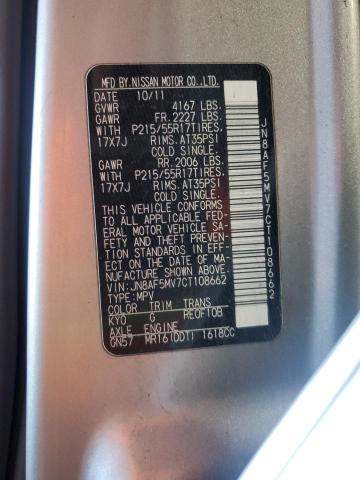 MFD BY. NISSAN MOTOR CO., LTD.
DATE 10/11
GVWR 4167 LBS.
GAWR FR. 2227 LBS.
WITH P215/55R17TIRES,
17X7J RIMS. AT35PSI
COLD SINGLE.
GAWR RR. 2006 LBS.
WITH P215/55R17TIRES,
17X7J RIMS. AT35PSI
COLD SINGLE.
THIS VEHICLE CONFORMS
TO ALL APPLICABLE FED-
ERAL MOTOR VEHICLE SA-
FETY AND THEFT PREVEN-
TION STANDARDS IN EFF-
ECT ON THE DATE OF MA-
NUFACTURE SHOWN ABOVE.
VIN: JN8AF5MV7CT108662
TYPE: MPV
COLOR TRIM TRANS
KY0 G RE0F10B
AXLE ENGINE
GN57 MR16(DDT) 1618CC
JN8AF5MV7CT108662